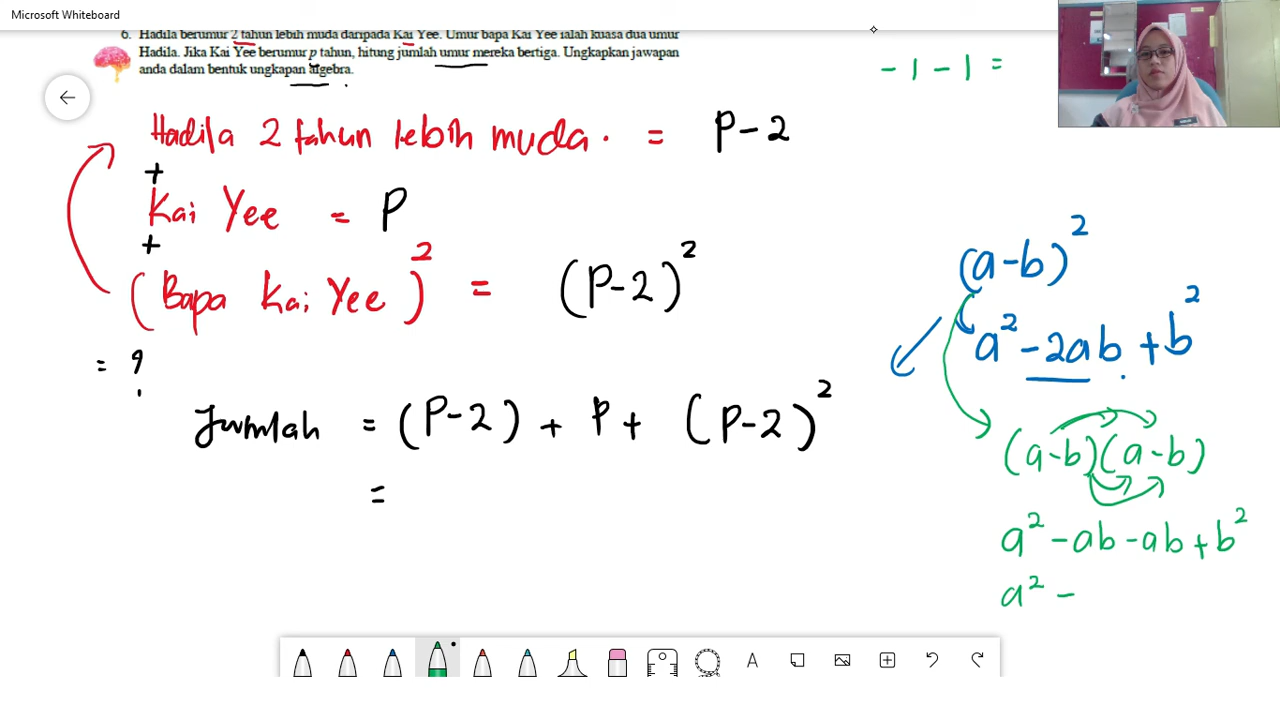 Microsoft Whiteboard
6. Hadila berumur 2 tahun lebih muda daripada Kai Yee. Umur bapa Kai Yee ialah kuasa dua umur
Hadila. Jika Kai Yee berumur p tahun, hitung jumlah umur mereka bertiga. Ungkapkan jawapan
anda dalam bentuk ungkapan algebra.
-1-1=
Hadila 2 tahun lebih muda. = P-2
+
Kai Yee = P
+
(Bapa Kai Yee)² = (P-2)²
= ?
Jumlah = (P-2) + P + (P-2)²
=
(a-b)²
a² -2ab + b²
(a-b)(a-b)
a² -ab -ab + b²
a² -
A